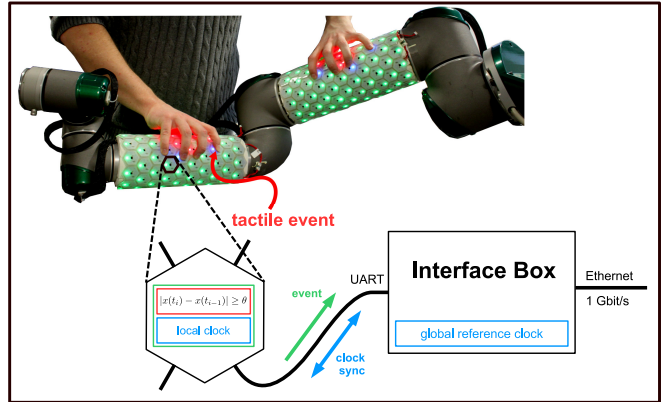 tactile event
|x(t_i) − x(t_{i−1})| ≥ θ
local clock
event
clock
sync
UART
Interface Box
global reference clock
Ethernet
1 Gbit/s